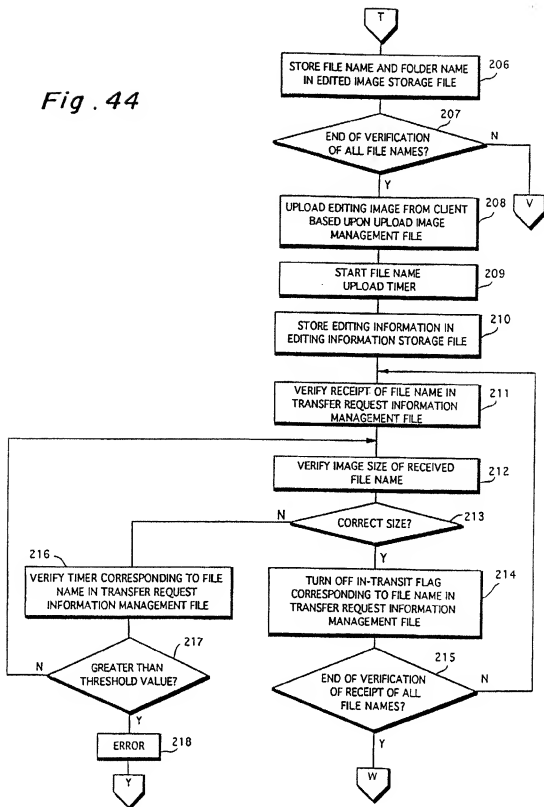 Fig. 44
T
STORE FILE NAME AND FOLDER NAME
IN EDITED IMAGE STORAGE FILE
206
207
END OF VERIFICATION
OF ALL FILE NAMES?
N
V
Y
UPLOAD EDITING IMAGE FROM CLIENT
BASED UPON UPLOAD IMAGE
MANAGEMENT FILE
208
START FILE NAME
UPLOAD TIMER
209
STORE EDITING INFORMATION IN
EDITING INFORMATION STORAGE FILE
210
VERIFY RECEIPT OF FILE NAME IN
TRANSFER REQUEST INFORMATION
MANAGEMENT FILE
211
VERIFY IMAGE SIZE OF RECEIVED
FILE NAME
212
N
CORRECT SIZE?
213
Y
216
VERIFY TIMER CORRESPONDING TO FILE
NAME IN TRANSFER REQUEST
INFORMATION MANAGEMENT FILE
TURN OFF IN-TRANSIT FLAG
CORRESPONDING TO FILE NAME IN
TRANSFER REQUEST INFORMATION
MANAGEMENT FILE
214
217
N
GREATER THAN
THRESHOLD VALUE?
Y
215
END OF VERIFICATION
OF RECEIPT OF ALL
FILE NAMES?
N
Y
ERROR
218
Y
W